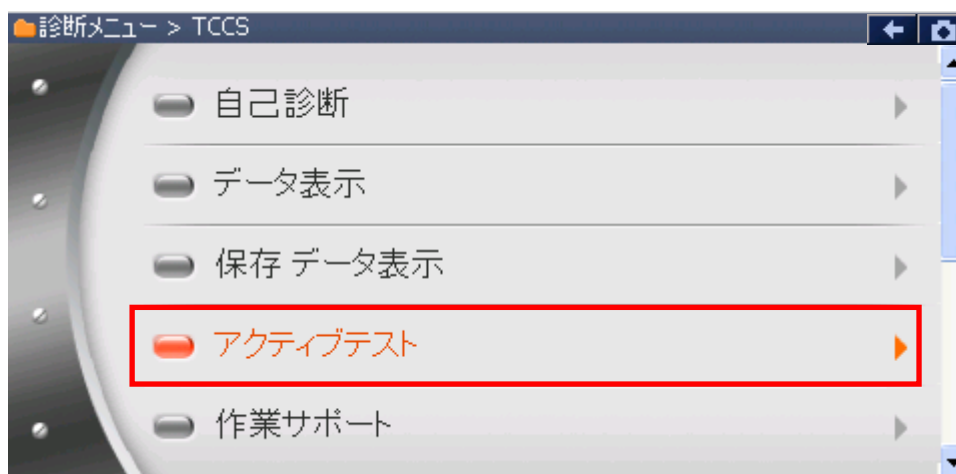 診断メニュー > TCCS
自己診断
データ表示
保存 データ表示
アクティブテスト
作業サポート